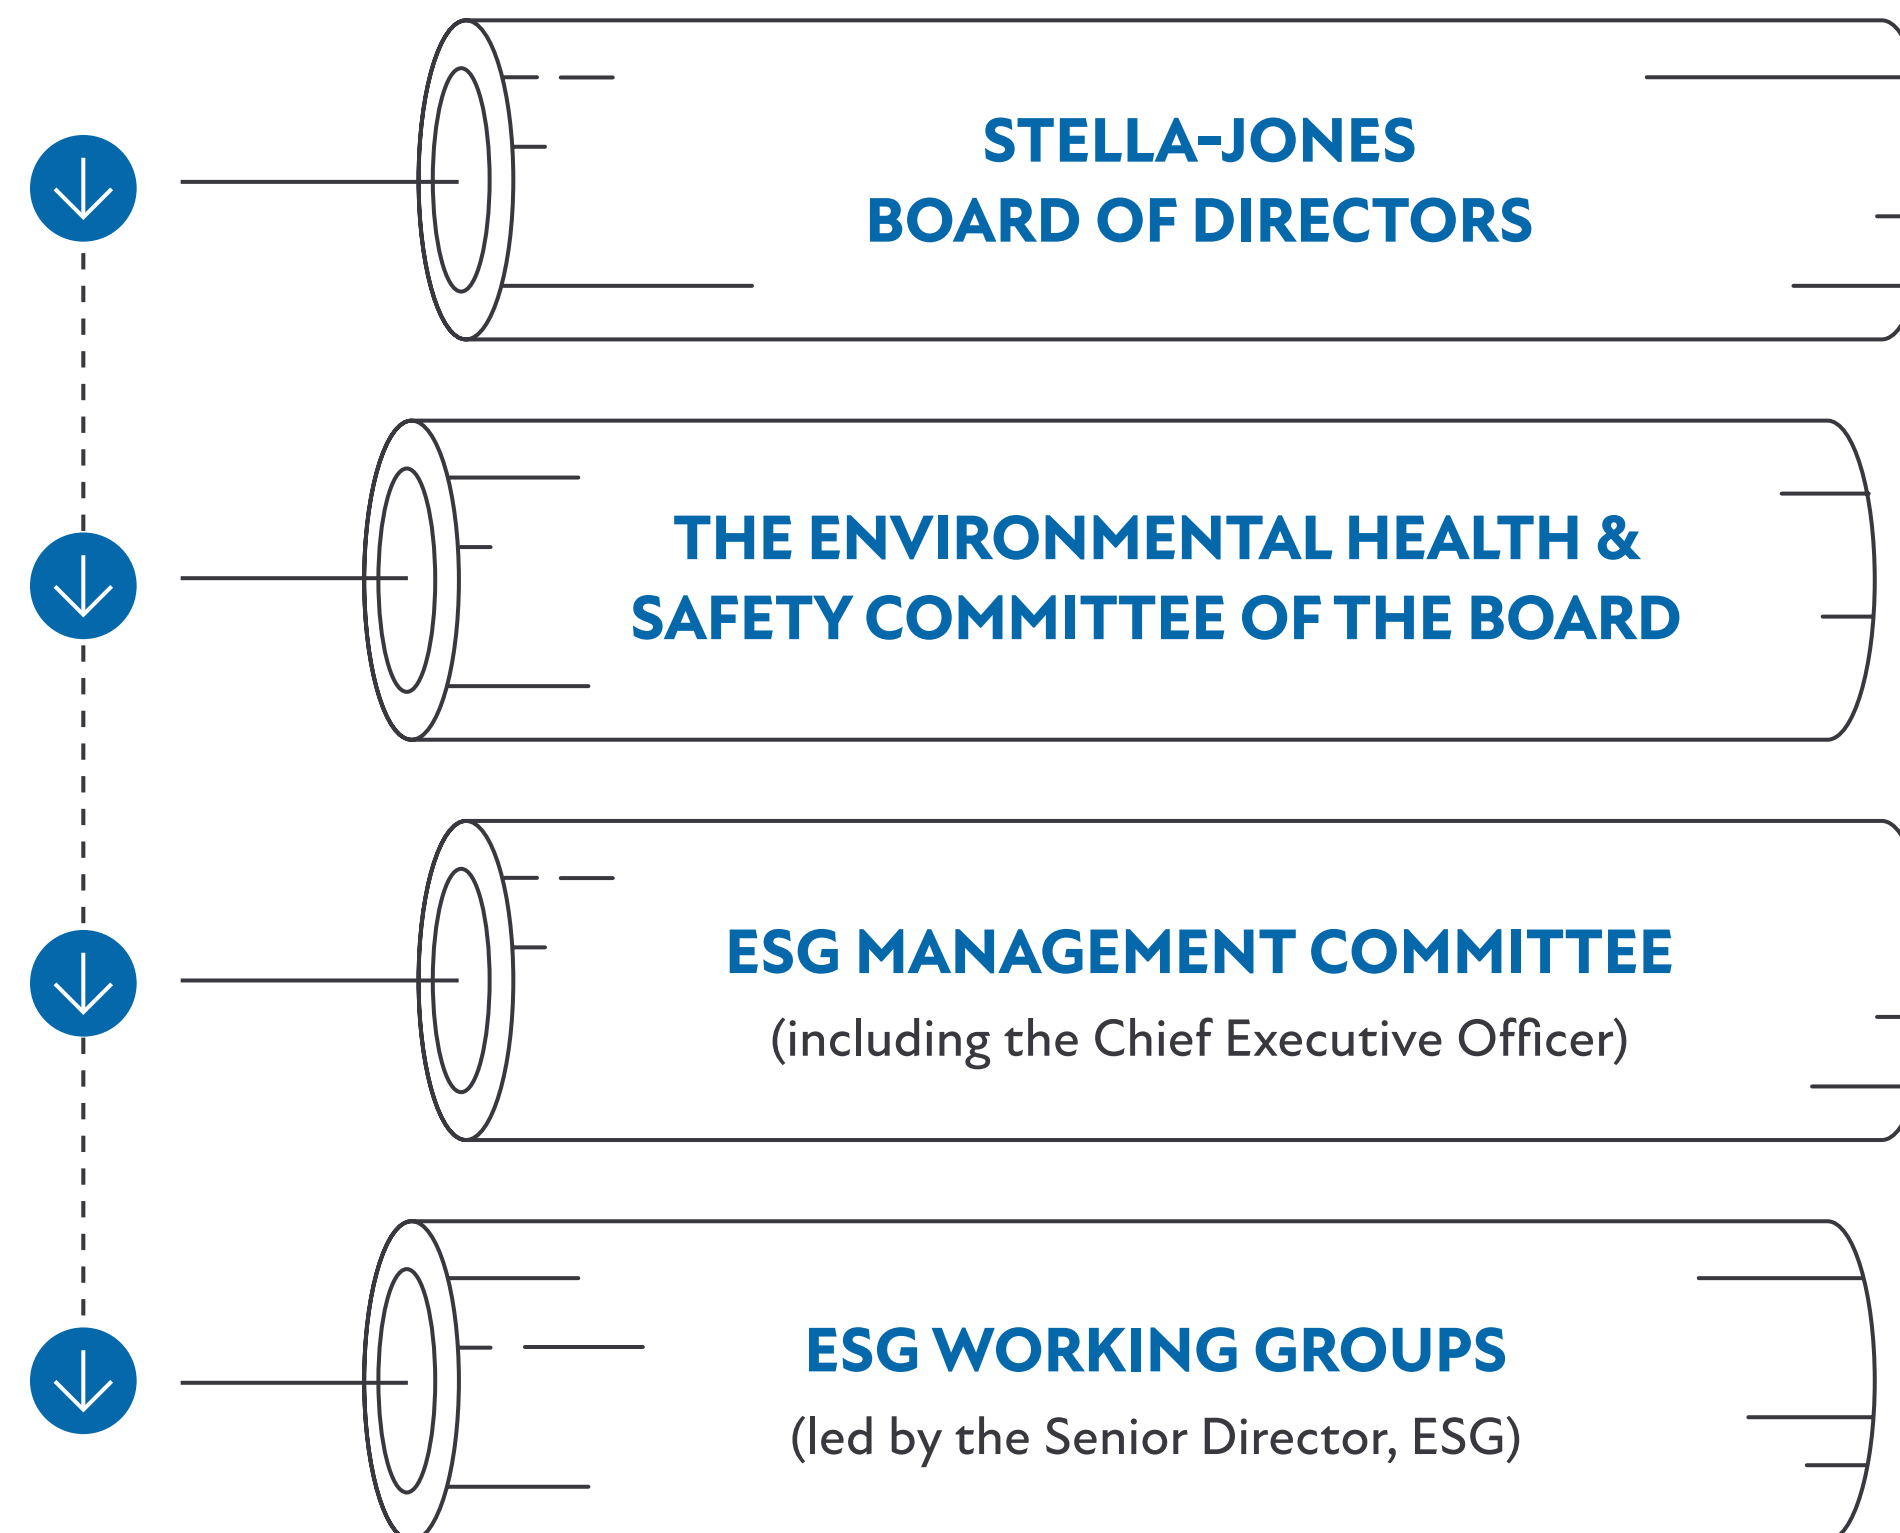 STELLA-JONES
BOARD OF DIRECTORS
THE ENVIRONMENTAL HEALTH &
SAFETY COMMITTEE OF THE BOARD
ESG MANAGEMENT COMMITTEE
(including the Chief Executive Officer)
ESG WORKING GROUPS
(led by the Senior Director, ESG)